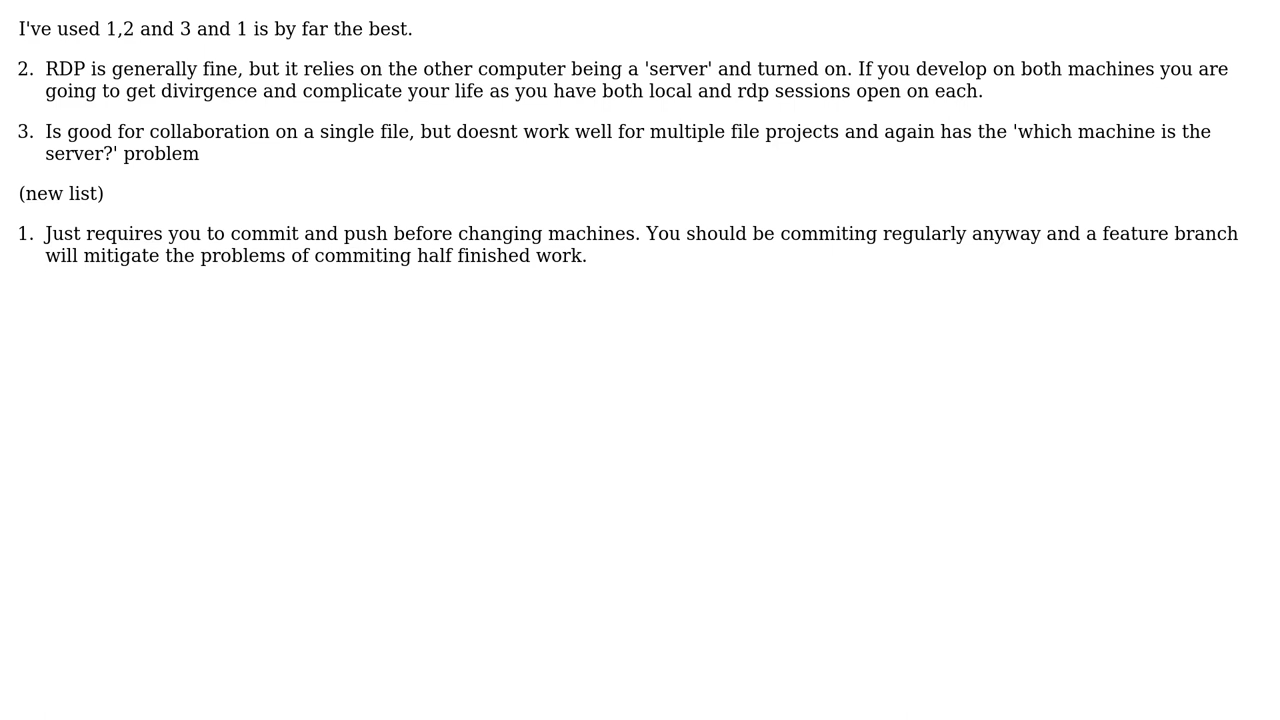 I've used 1,2 and 3 and 1 is by far the best.
2. RDP is generally fine, but it relies on the other computer being a 'server' and turned on. If you develop on both machines you are
going to get divirgence and complicate your life as you have both local and rdp sessions open on each.
3. Is good for collaboration on a single file, but doesnt work well for multiple file projects and again has the 'which machine is the
server?' problem
(new list)
1. Just requires you to commit and push before changing machines. You should be commiting regularly anyway and a feature branch
will mitigate the problems of commiting half finished work.